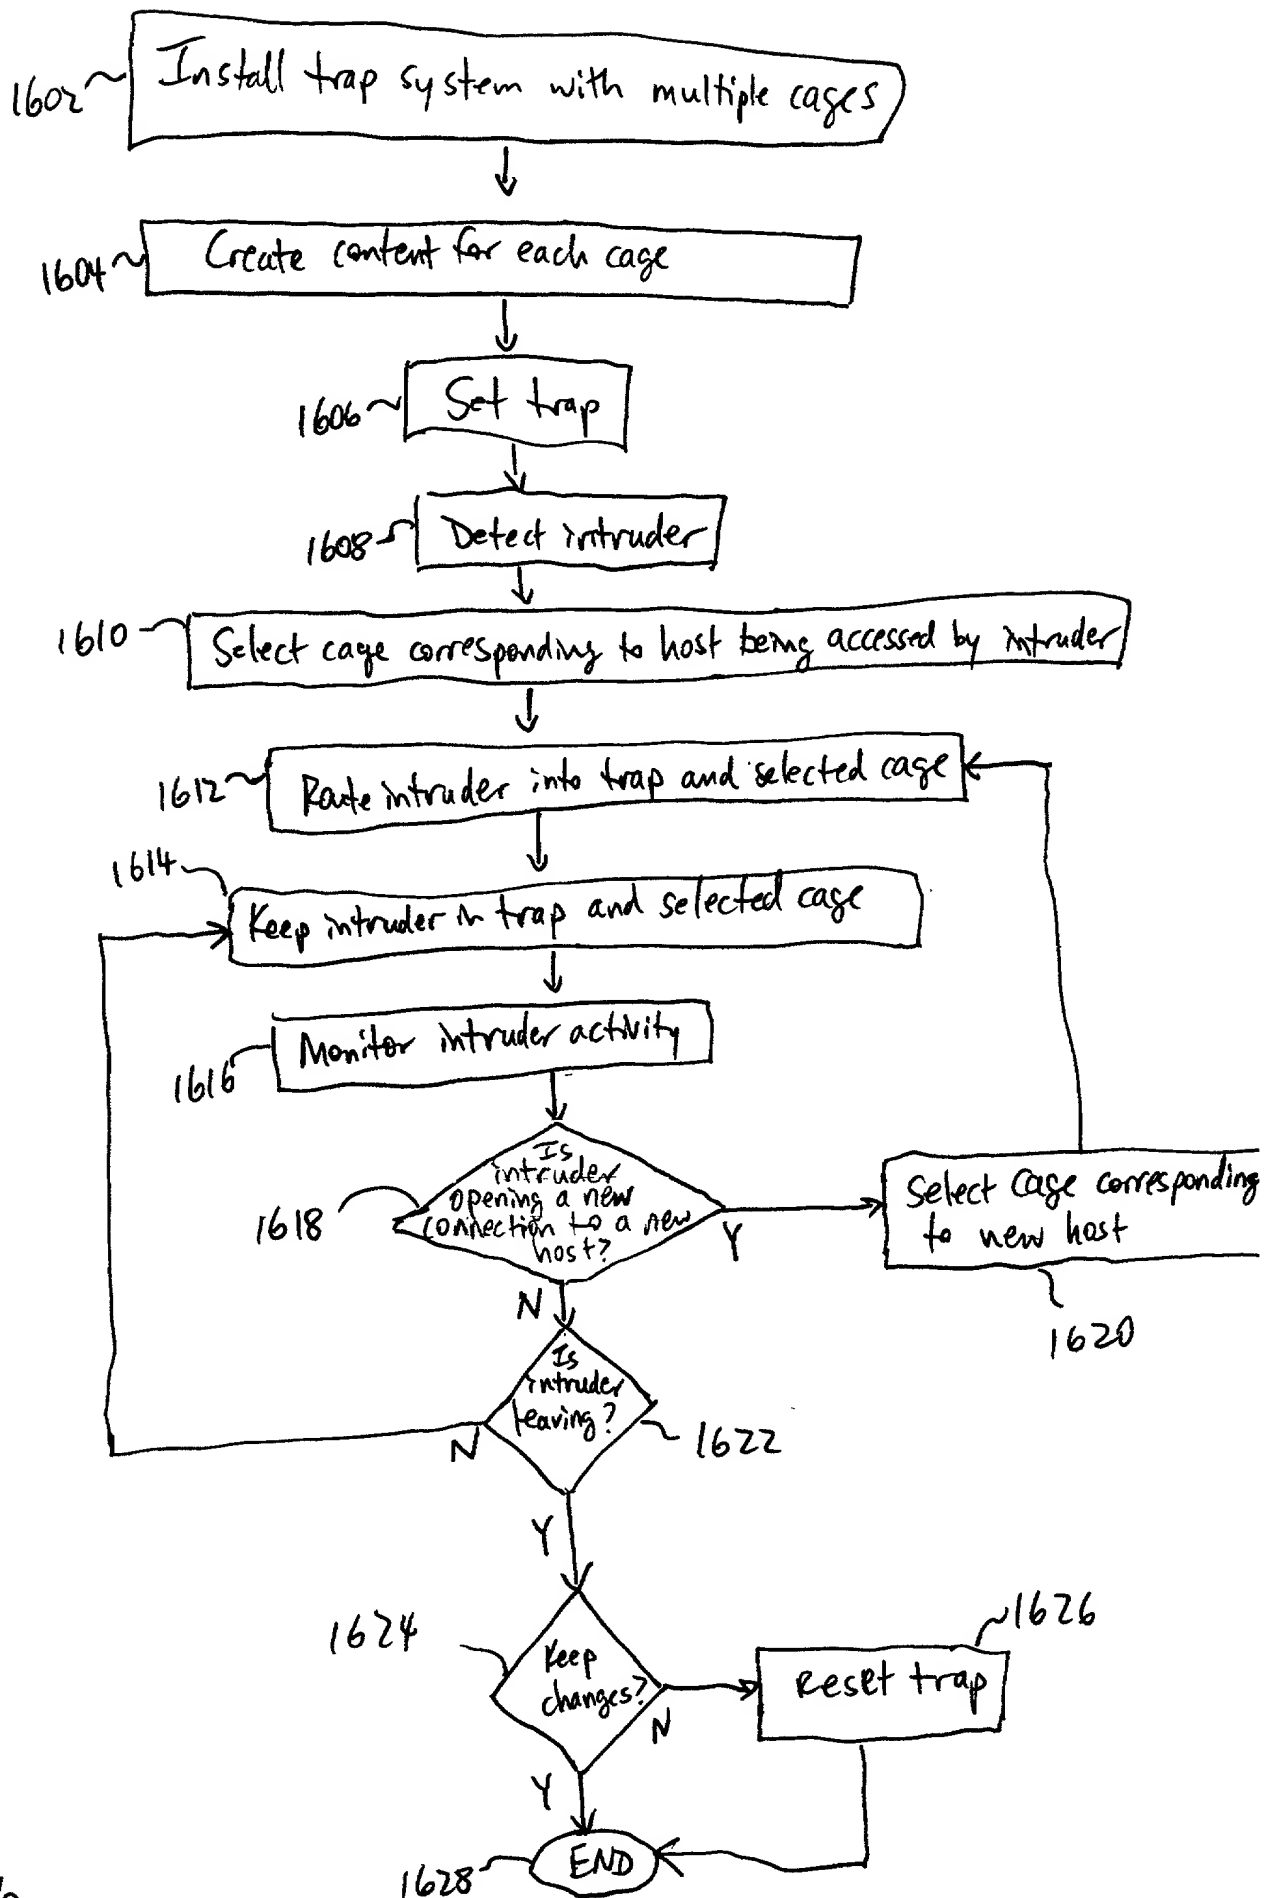 1602
Install trap system with multiple cages
1604
Create content for each cage
1606
Set trap
1608
Detect intruder
1610
Select cage corresponding to host being accessed by intruder
1612
Route intruder into trap and selected cage
1614
Keep intruder in trap and selected cage
1616
Monitor intruder activity
Is
intruder
opening a new
connection to a new
host?
1618
Y
N
Select cage corresponding
to new host
1620
Is
intruder
leaving?
1622
N
Y
1624
Keep
changes?
N
Y
1626
Reset trap
1628
END